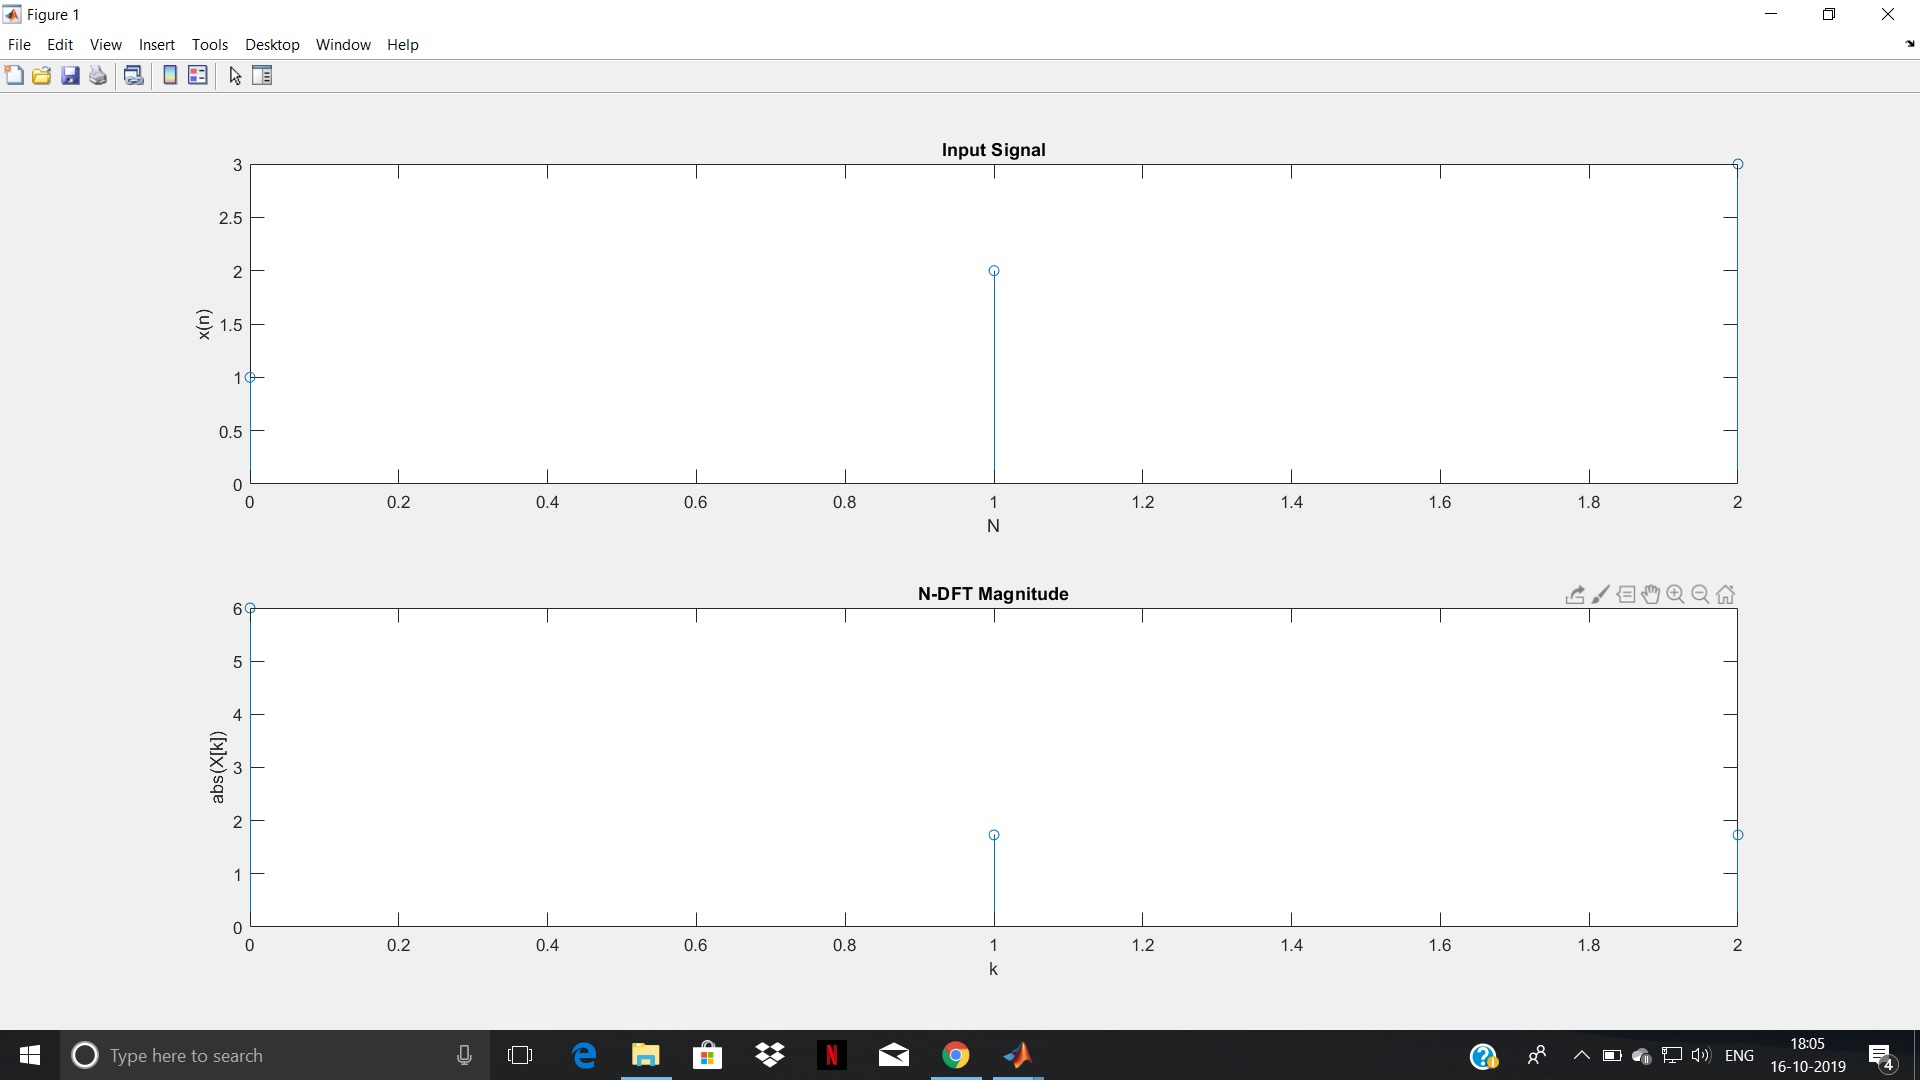 Figure 1
File Edit View Insert Tools Desktop Window Help
Input Signal
3
2.5
2
1.5
1
0.5
0
x(n)
0 0.2 0.4 0.6 0.8 1 1.2 1.4 1.6 1.8 2
N
N-DFT Magnitude
6
5
4
3
2
1
0
abs(X[k])
0 0.2 0.4 0.6 0.8 1 1.2 1.4 1.6 1.8 2
k
Type here to search
N
ENG
18:05
16-10-2019
4